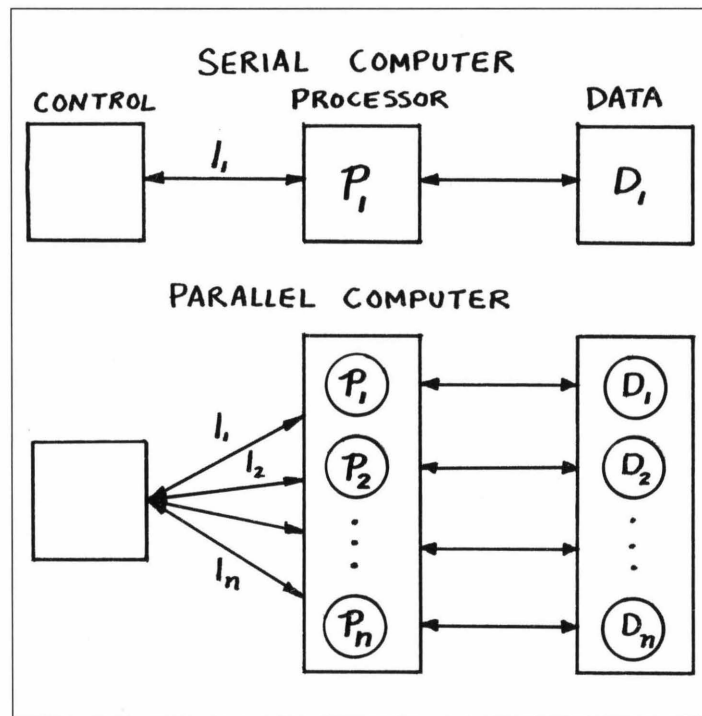 SERIAL COMPUTER
CONTROL PROCESSOR DATA
I₁
P₁
D₁
PARALLEL COMPUTER
P₁ D₁
I₁
I₂
P₂ D₂
Iₙ
Pₙ Dₙ